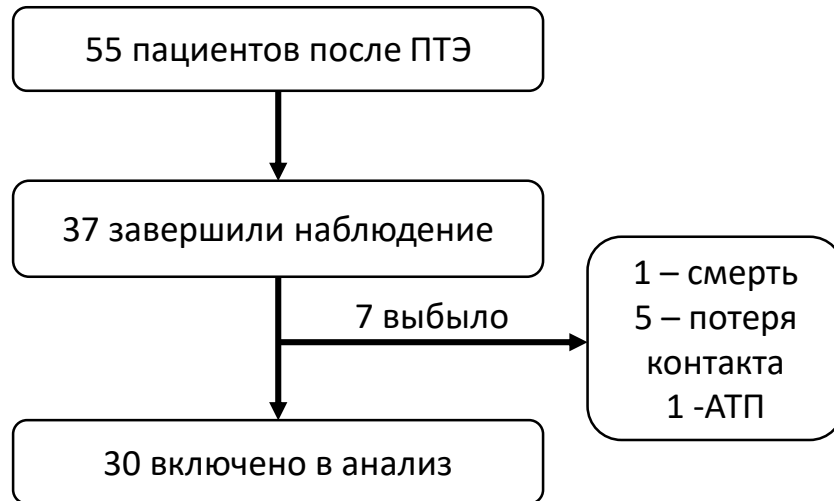 55 пациентов после ПТЭ
37 завершили наблюдение
7 выбыло
1 – смерть
5 – потеря
контакта
1 -АТП
30 включено в анализ